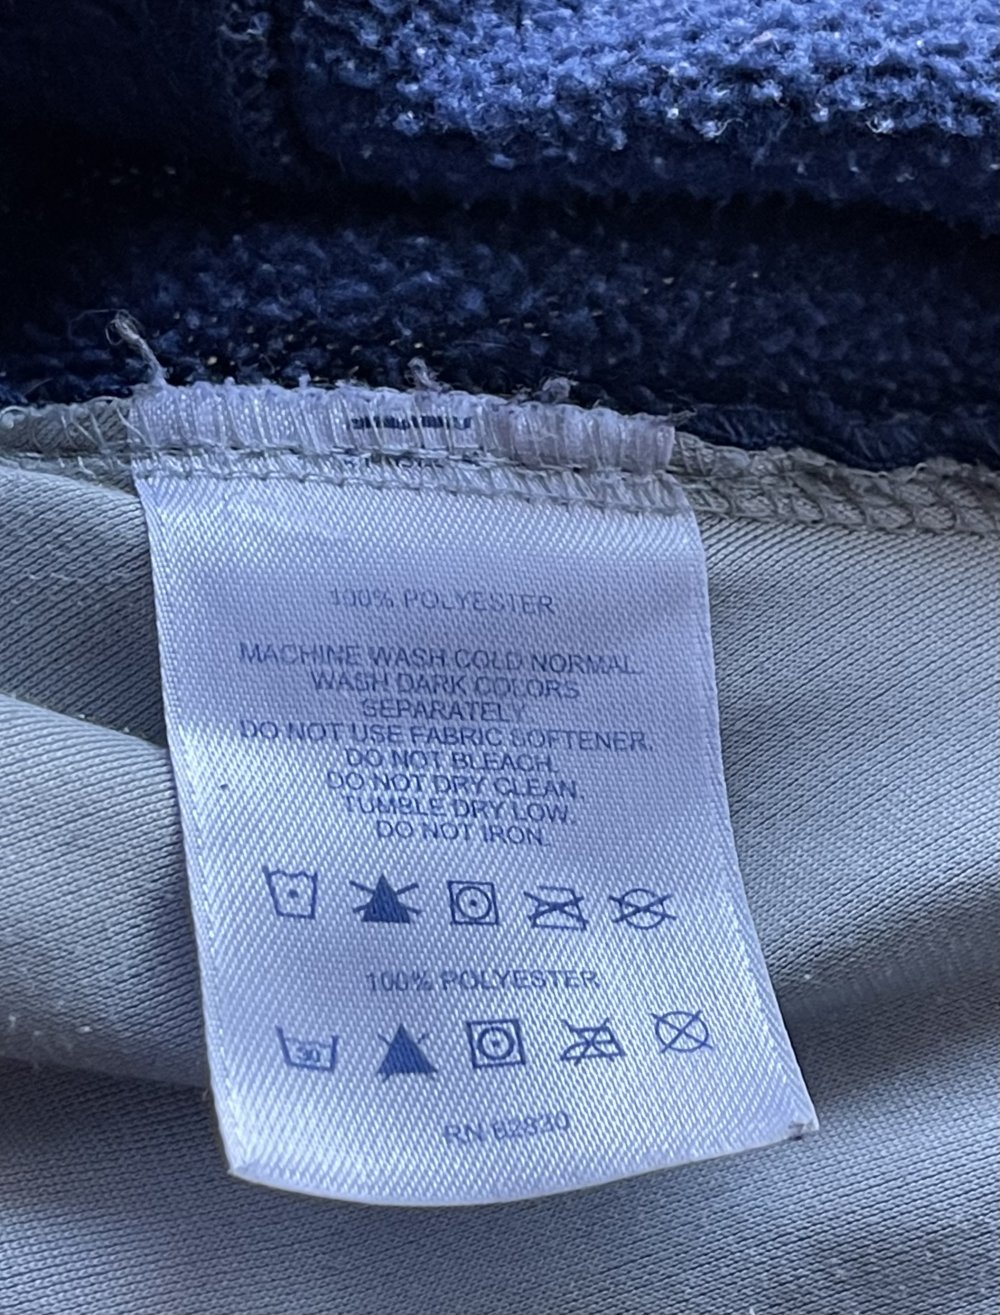 100% POLYESTER
MACHINE WASH COLD NORMAL.
WASH DARK COLORS
SEPARATELY.
DO NOT USE FABRIC SOFTENER.
DO NOT BLEACH.
DO NOT DRY CLEAN.
TUMBLE DRY LOW.
DO NOT IRON.
100% POLYESTER
30
RN 62830